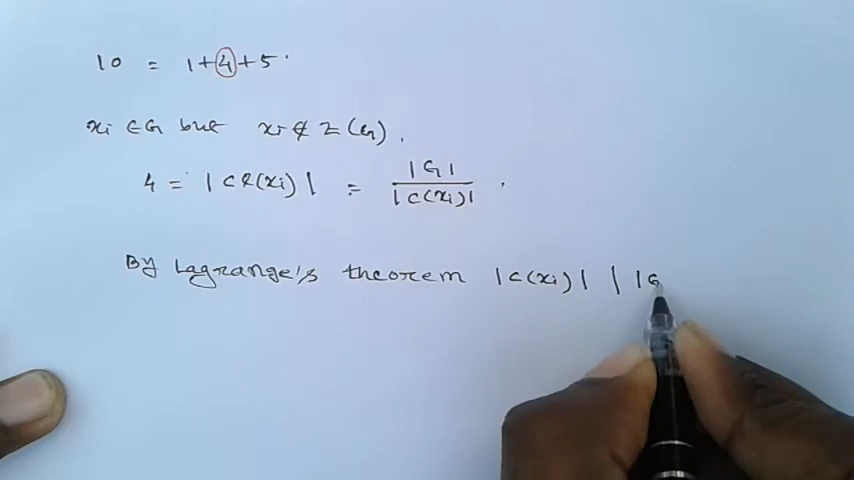 10 = 1+4+5.
xi ∈ G but xi ∉ Z(G).
4 = |Cl(xi)| = |G| / |C(xi)| .
By Lagrange's theorem |C(xi)| | |G